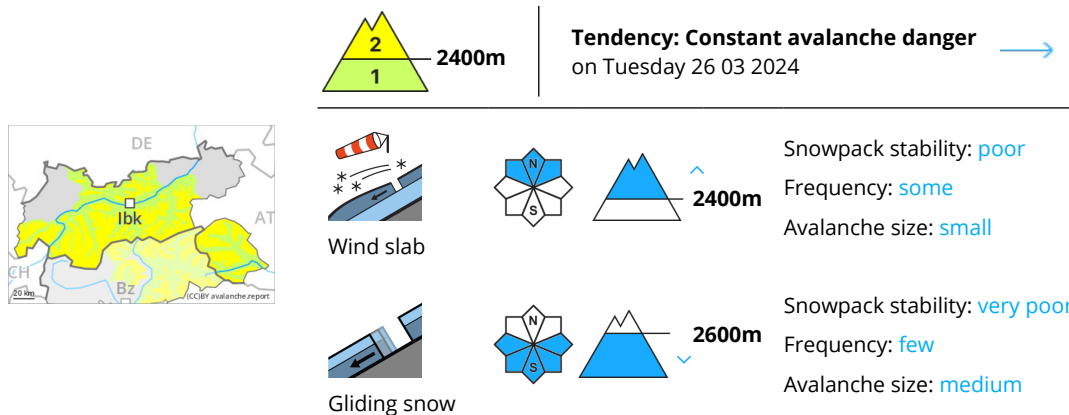 2
1
2400m
Tendency: Constant avalanche danger
on Tuesday 26 03 2024
DE
Ibk
AT
CH
Bz
20 km
(CC)BY avalanche.report
Wind slab
N
S
2400m
Snowpack stability: poor
Frequency: some
Avalanche size: small
Gliding snow
N
S
2600m
Snowpack stability: very poor
Frequency: few
Avalanche size: medium